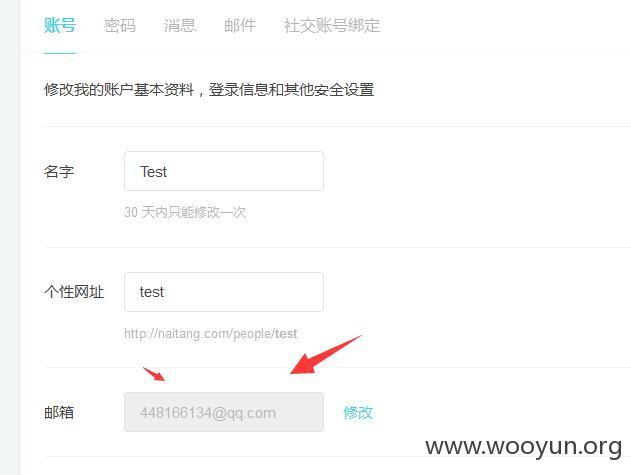 账号 密码 消息 邮件 社交账号绑定
修改我的账户基本资料，登录信息和其他安全设置
名字 Test
30 天内只能修改一次
个性网址 test
http://naitang.com/people/test
邮箱 448166134@qq.com 修改
www.wooyun.org